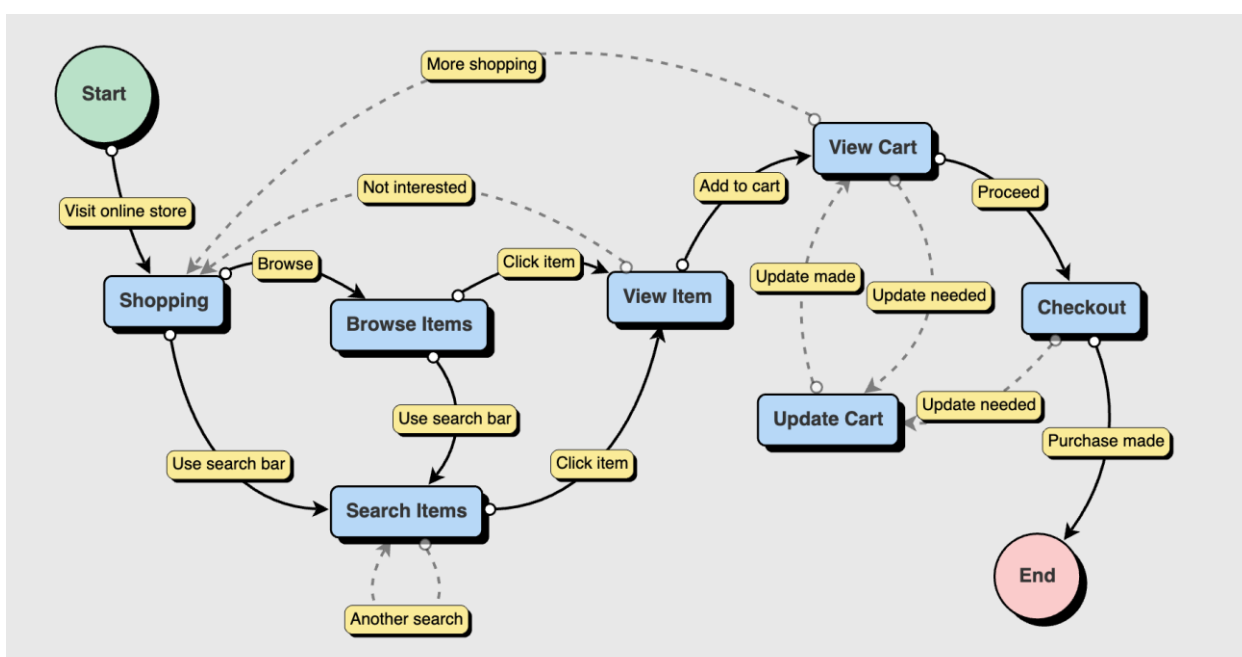 Start
More shopping
View Cart
Not interested
Add to cart
Proceed
Visit online store
Browse
Click item
Shopping
Browse Items
View Item
Update made
Update needed
Checkout
Use search bar
Update Cart
Update needed
Use search bar
Click item
Purchase made
Search Items
End
Another search